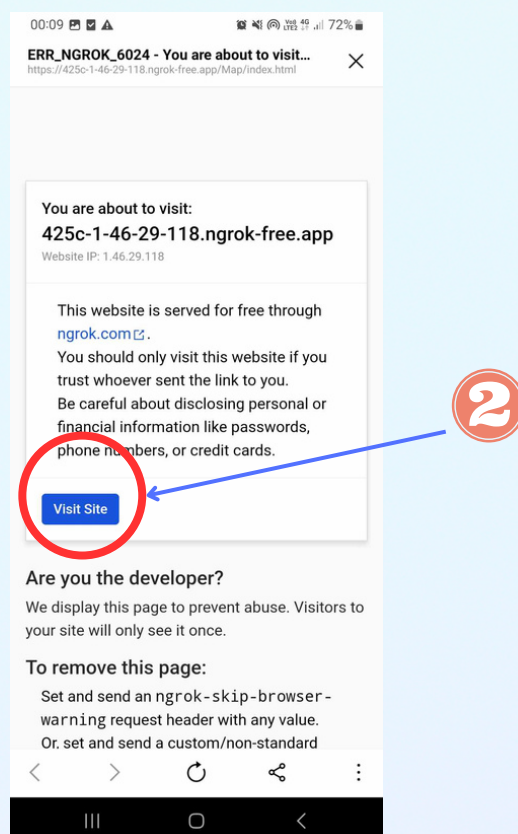 00:09 Vo) 4G LTE2 72%
ERR_NGROK_6024 - You are about to visit...
https://425c-1-46-29-118.ngrok-free.app/Map/index.html
You are about to visit:
425c-1-46-29-118.ngrok-free.app
Website IP: 1.46.29.118
This website is served for free through
ngrok.com.
You should only visit this website if you
trust whoever sent the link to you.
Be careful about disclosing personal or
financial information like passwords,
phone numbers, or credit cards.
2
Visit Site
Are you the developer?
We display this page to prevent abuse. Visitors to
your site will only see it once.
To remove this page:
Set and send an ngrok-skip-browser-
warning request header with any value.
Or, set and send a custom/non-standard